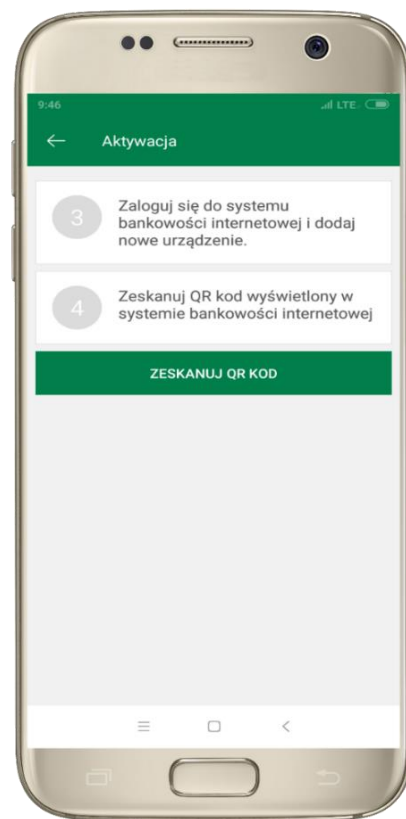 9:46
LTE
Aktywacja
3
Zaloguj się do systemu
bankowości internetowej i dodaj
nowe urządzenie.
4
Zeskanuj QR kod wyświetlony w
systemie bankowości internetowej
ZESKANUJ QR KOD